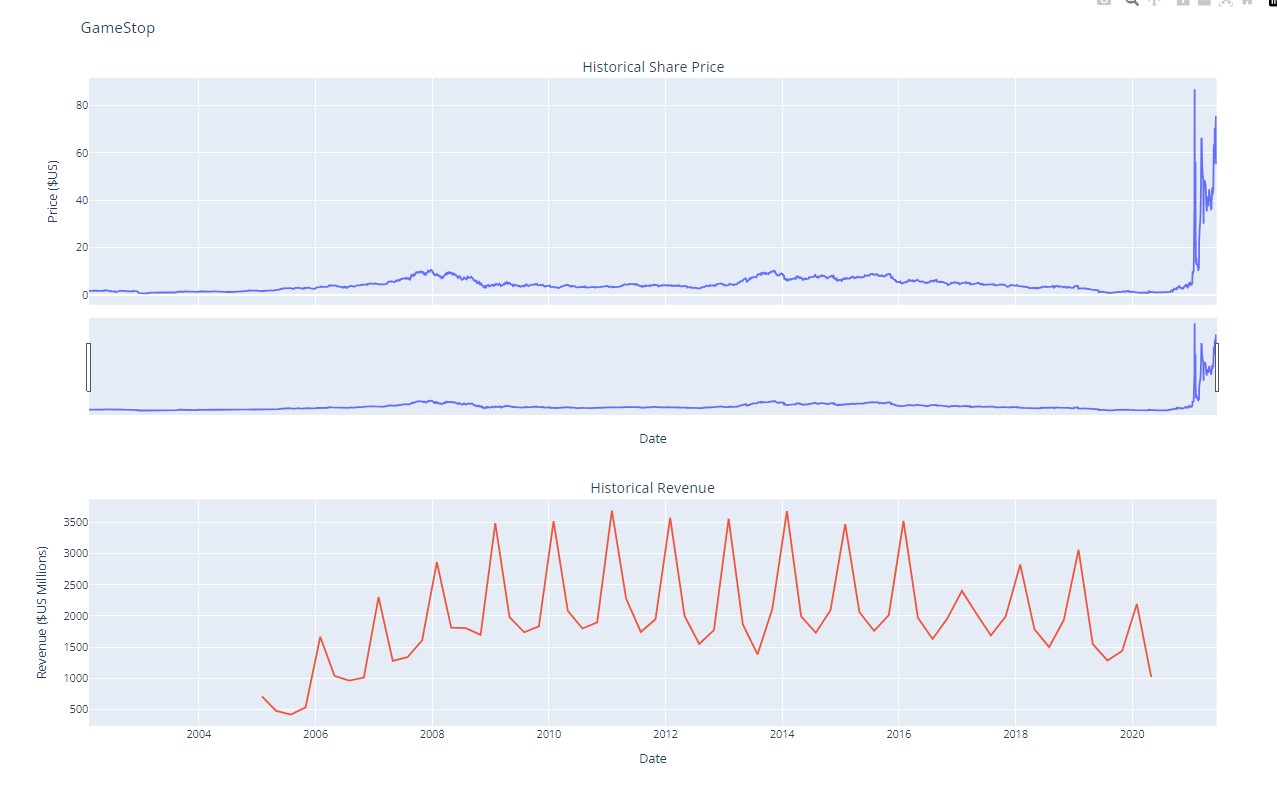 GameStop
Historical Share Price
80
60
40
20
0
Price ($US)
Date
Historical Revenue
3500
3000
2500
2000
1500
1000
500
Revenue ($US Millions)
2004 2006 2008 2010 2012 2014 2016 2018 2020
Date